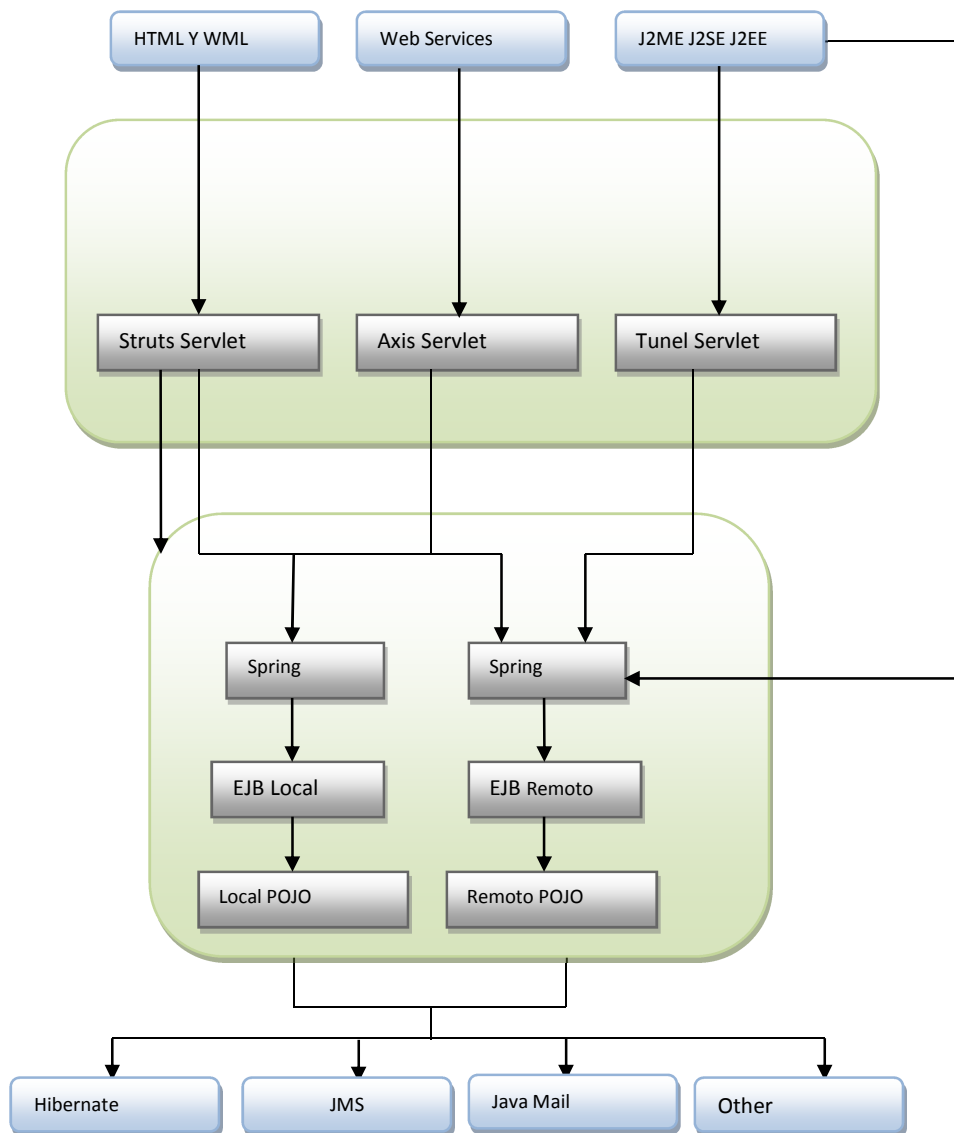 HTML Y WML
Web Services
J2ME J2SE J2EE
Struts Servlet
Axis Servlet
Tunel Servlet
Spring
Spring
EJB Local
EJB Remoto
Local POJO
Remoto POJO
Hibernate
JMS
Java Mail
Other